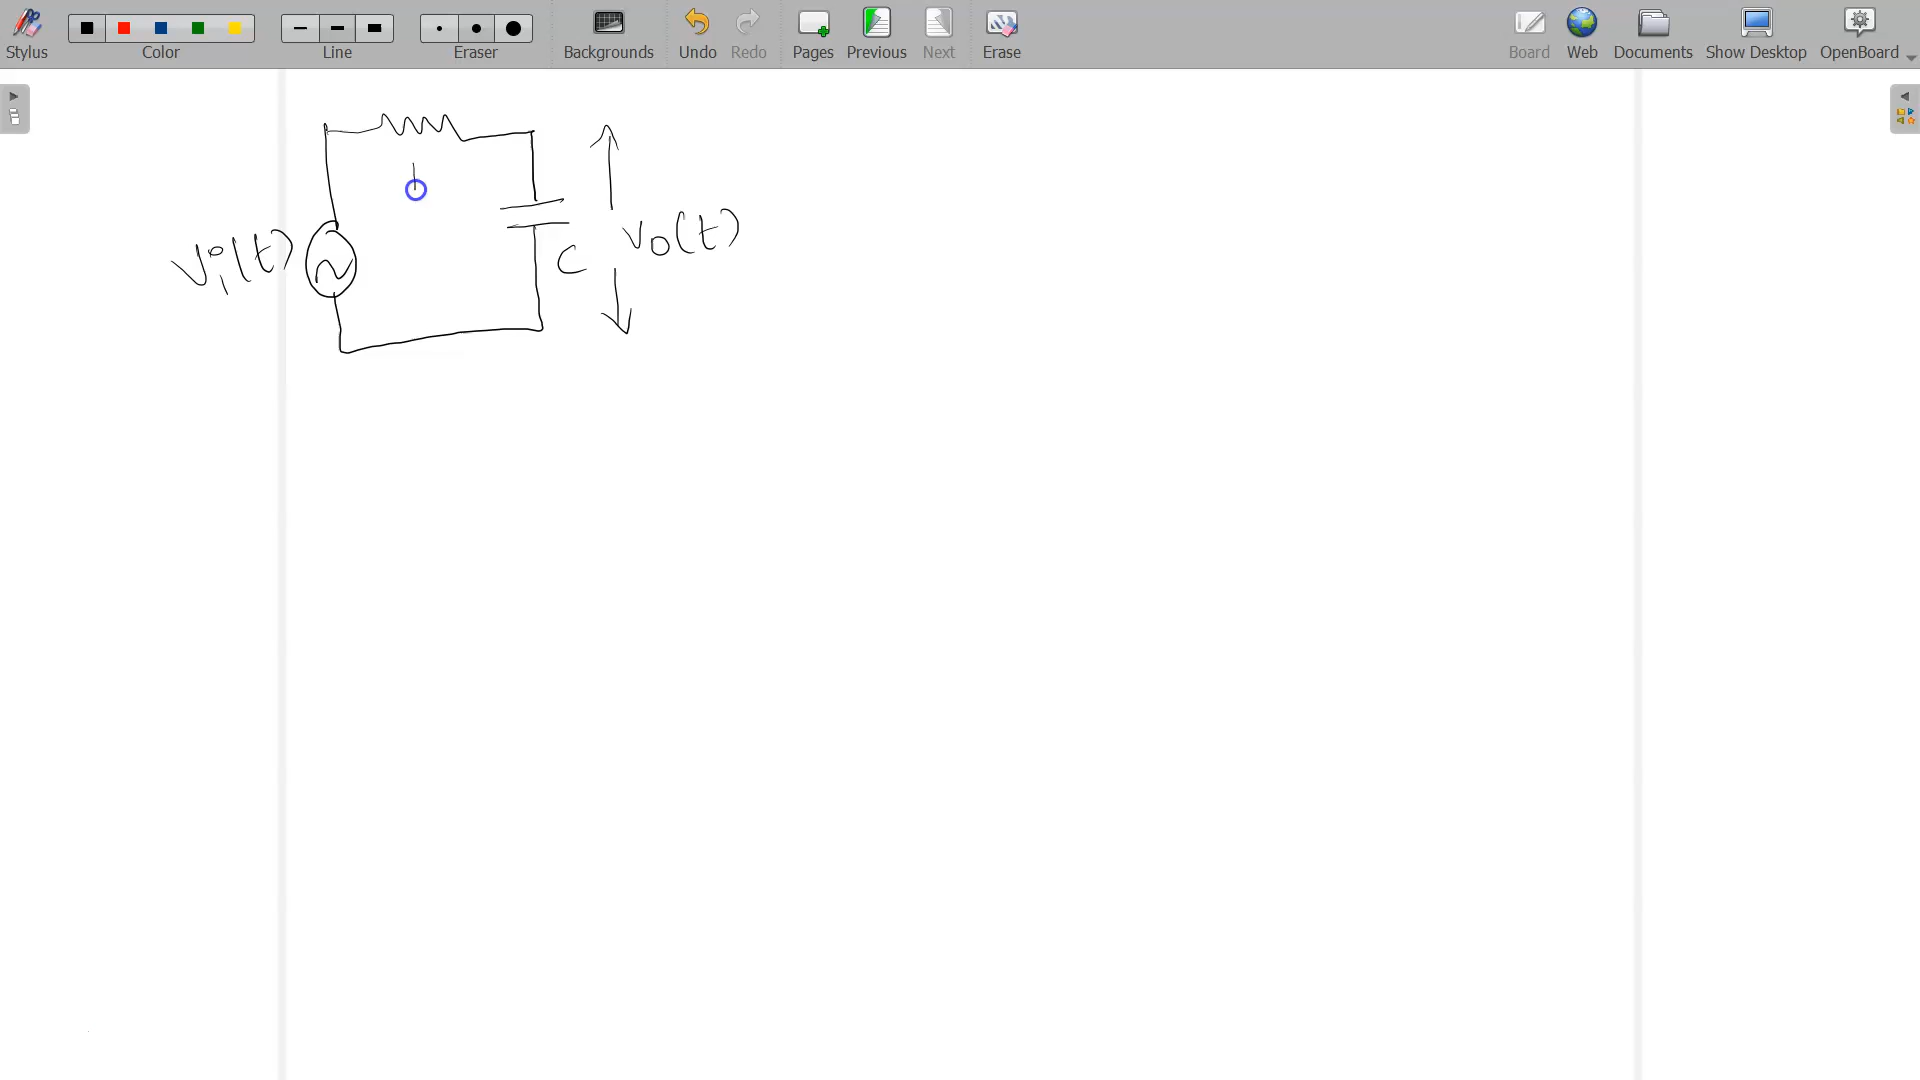 Stylus
Color
Line
Eraser
Backgrounds
Undo
Redo
Pages
Previous
Next
Erase
Board
Web
Documents
Show Desktop
OpenBoard
Vi(t)
C
Vo(t)